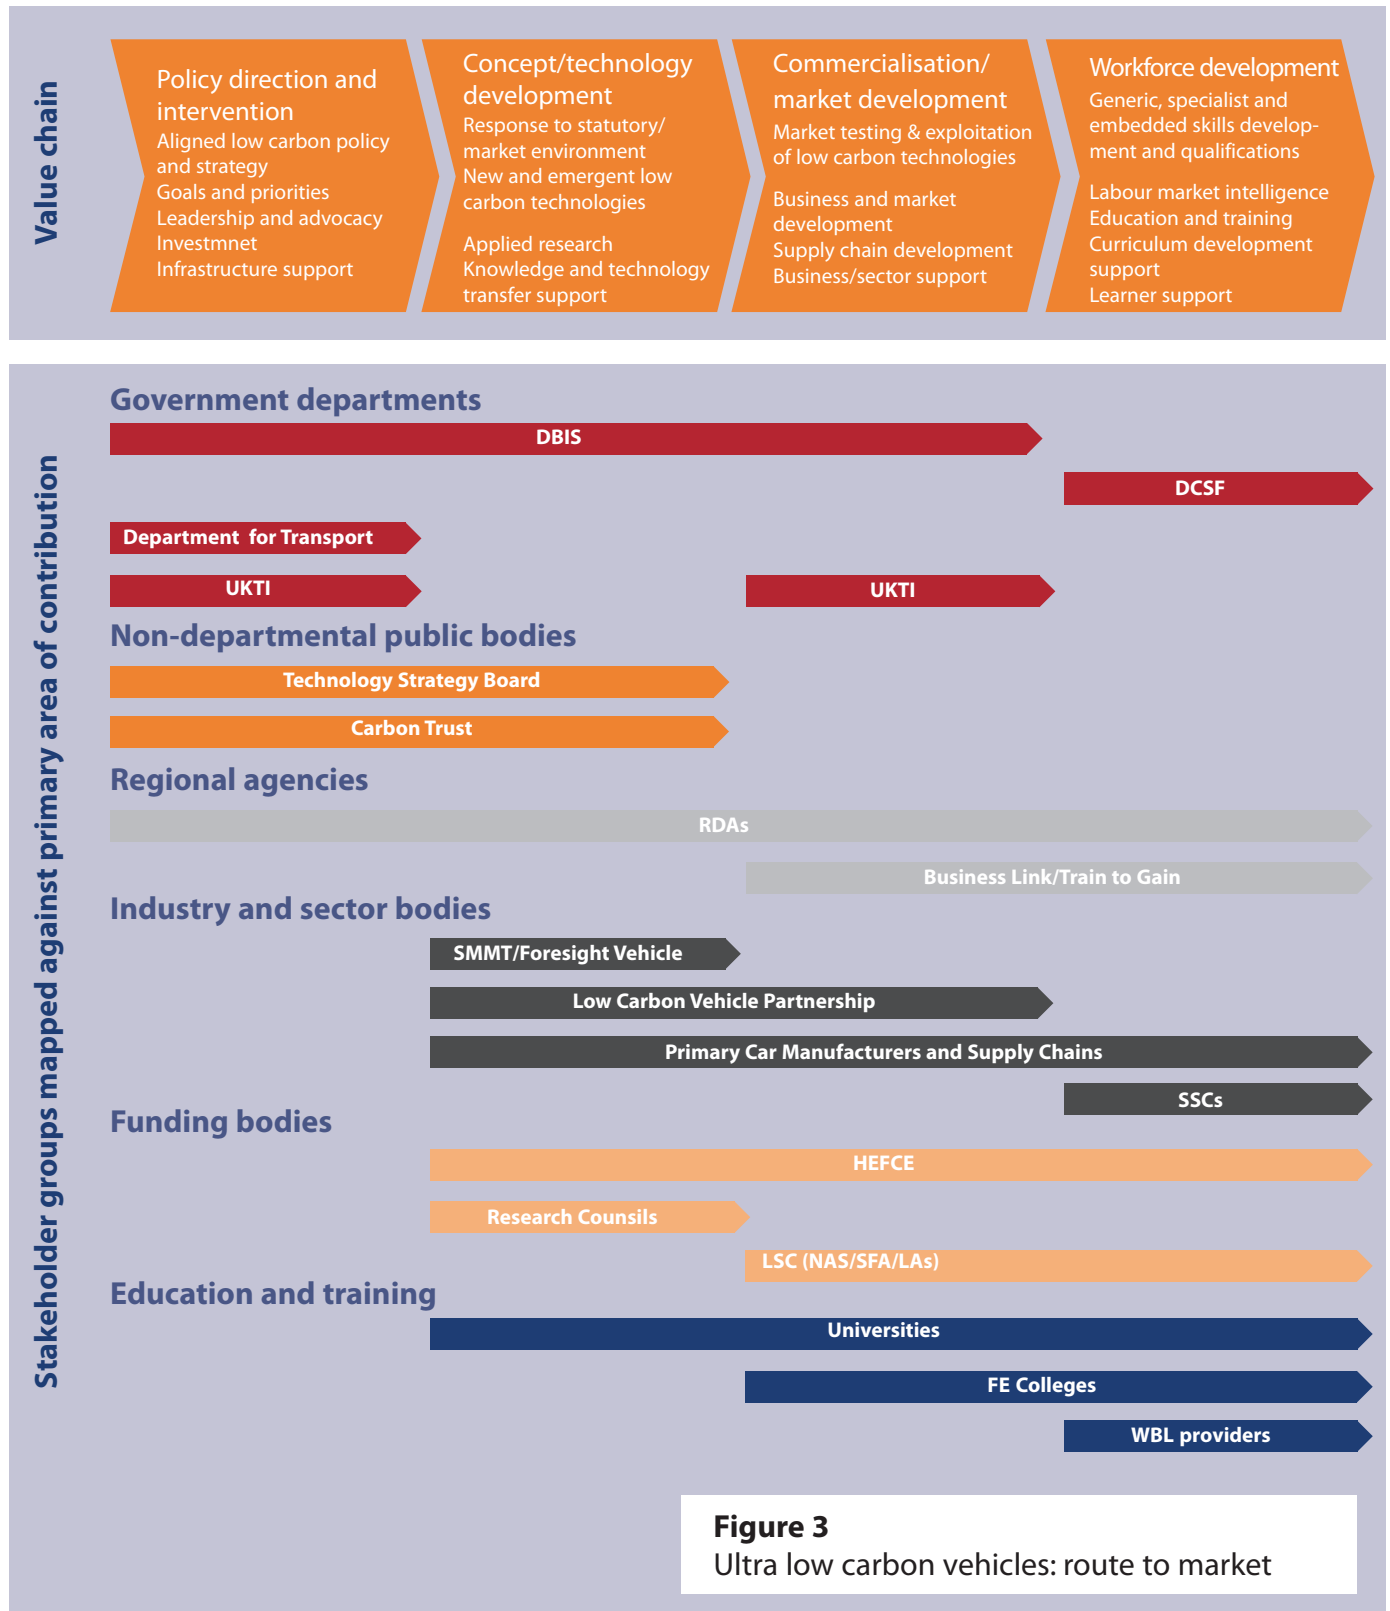 Value chain
Policy direction and
intervention
Aligned low carbon policy
and strategy
Goals and priorities
Leadership and advocacy
Investmnet
Infrastructure support
Concept/technology
development
Response to statutory/
market environment
New and emergent low
carbon technologies
Applied research
Knowledge and technology
transfer support
Commercialisation/
market development
Market testing & exploitation
of low carbon technologies
Business and market
development
Supply chain development
Business/sector support
Workforce development
Generic, specialist and
embedded skills develop-
ment and qualifications
Labour market intelligence
Education and training
Curriculum development
support
Learner support
Stakeholder groups mapped against primary area of contribution
Government departments
DBIS
DCSF
Department for Transport
UKTI
UKTI
Non-departmental public bodies
Technology Strategy Board
Carbon Trust
Regional agencies
RDAs
Business Link/Train to Gain
Industry and sector bodies
SMMT/Foresight Vehicle
Low Carbon Vehicle Partnership
Primary Car Manufacturers and Supply Chains
SSCs
Funding bodies
HEFCE
Research Counsils
LSC (NAS/SFA/LAs)
Education and training
Universities
FE Colleges
WBL providers
Figure 3
Ultra low carbon vehicles: route to market